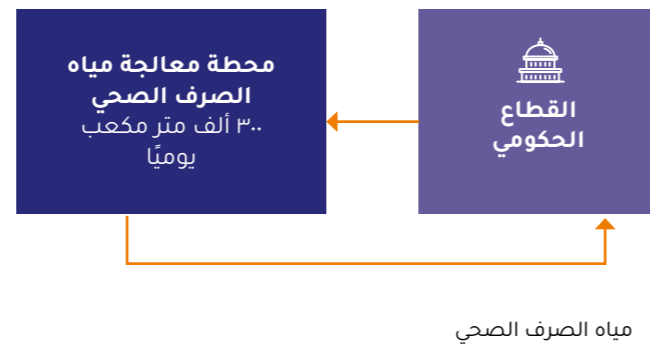 القطاع
الحكومي
محطة معالجة مياه
الصرف الصحي
٣٠٠ ألف متر مكعب
يوميًا
مياه الصرف الصحي